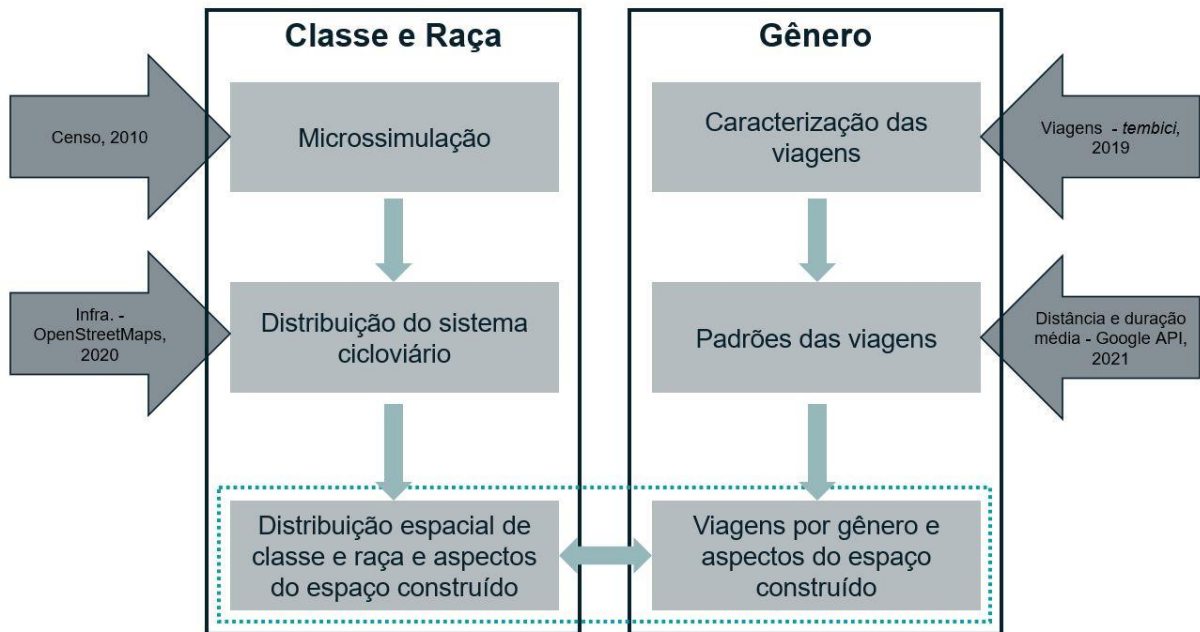 Classe e Raça
Gênero
Censo, 2010
Microssimulação
Caracterização das
viagens
Viagens - tembici,
2019
Infra. -
OpenStreetMaps,
2020
Distribuição do sistema
cicloviário
Padrões das viagens
Distância e duração
média - Google API,
2021
Distribuição espacial de
classe e raça e aspectos
do espaço construído
Viagens por gênero e
aspectos do espaço
construído